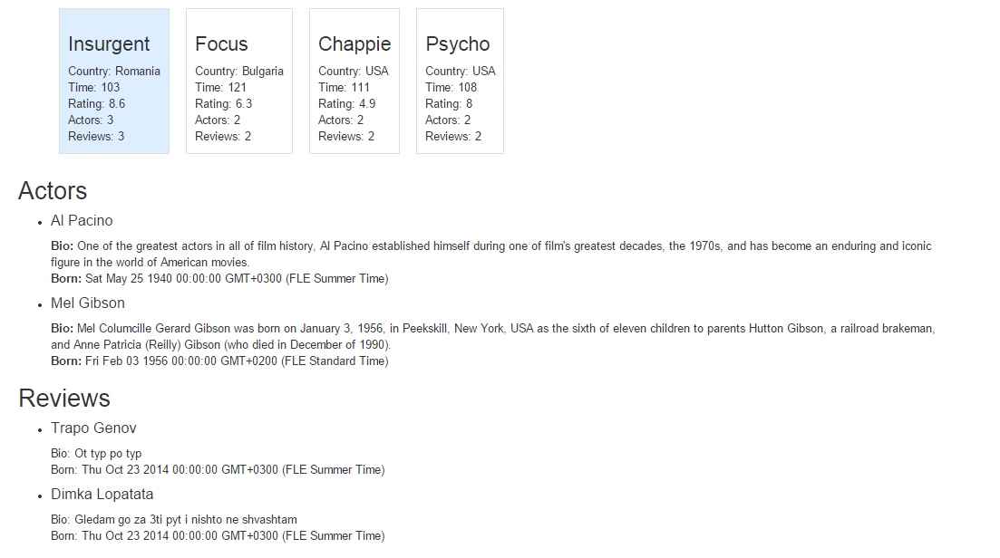 Insurgent
Country: Romania
Time: 103
Rating: 8.6
Actors: 3
Reviews: 3
Focus
Country: Bulgaria
Time: 121
Rating: 6.3
Actors: 2
Reviews: 2
Chappie
Country: USA
Time: 111
Rating: 4.9
Actors: 2
Reviews: 2
Psycho
Country: USA
Time: 108
Rating: 8
Actors: 2
Reviews: 2
Actors
Al Pacino
Bio: One of the greatest actors in all of film history, Al Pacino established himself during one of film's greatest decades, the 1970s, and has become an enduring and iconic
figure in the world of American movies.
Born: Sat May 25 1940 00:00:00 GMT+0300 (FLE Summer Time)
Mel Gibson
Bio: Mel Columcille Gerard Gibson was born on January 3, 1956, in Peekskill, New York, USA as the sixth of eleven children to parents Hutton Gibson, a railroad brakeman,
and Anne Patricia (Reilly) Gibson (who died in December of 1990).
Born: Fri Feb 03 1956 00:00:00 GMT+0200 (FLE Standard Time)
Reviews
Trapo Genov
Bio: Ot typ po typ
Born: Thu Oct 23 2014 00:00:00 GMT+0300 (FLE Summer Time)
Dimka Lopatata
Bio: Gledam go za 3ti pyt i nishto ne shvashtam
Born: Thu Oct 23 2014 00:00:00 GMT+0300 (FLE Summer Time)